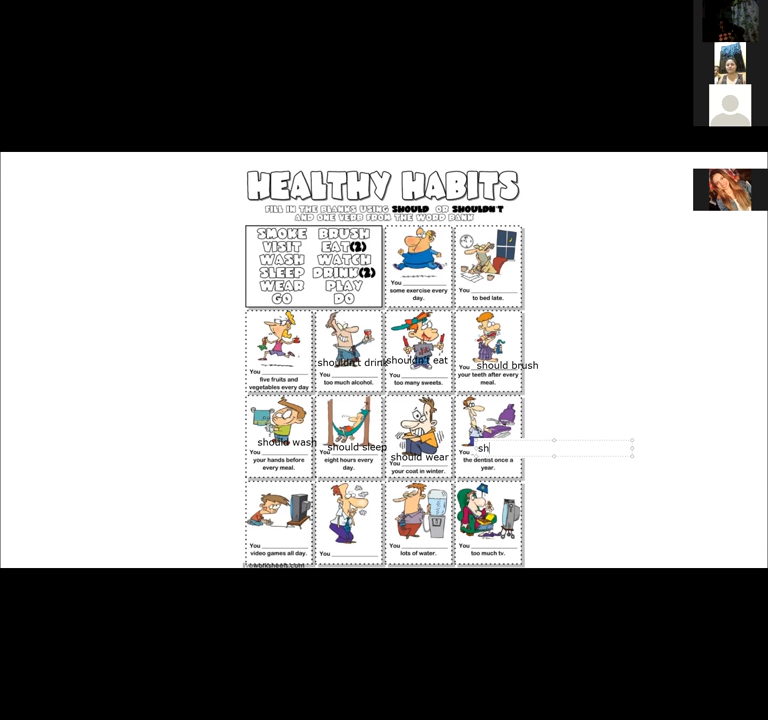 HEALTHY HABITS
FILL IN THE BLANKS USING SHOULD OR SHOULDN'T
AND ONE VERB FROM THE WORD BANK
SMOKE BRUSH
VISIT EAT(2)
WASH WATCH
SLEEP DRINK(2)
WEAR PLAY
GO DO
You
some exercise every
day.
You
to bed late.
You
five fruits and
vegetables every day
shouldn't drink
You
too much alcohol.
shouldn't eat
You
too many sweets.
should brush
You
your teeth after every
meal.
should wash
You
your hands before
every meal.
should sleep
You
eight hours every
day.
should wear
You
your coat in winter.
sh
You
the dentist once a
year.
You
video games all day.
You
You
lots of water.
You
too much tv.